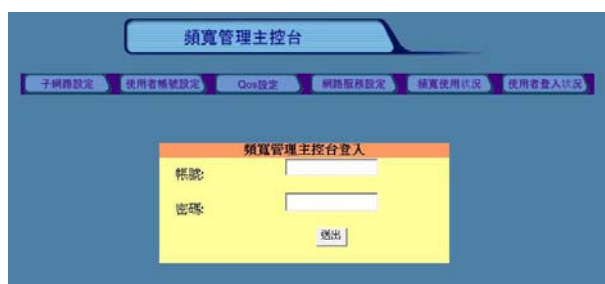 頻寬管理主控台
子網路設定 使用者帳號設定 Qos設定 網路服務設定 頻寬使用狀況 使用者登入狀況
頻寬管理主控台登入
帳號:
密碼:
送出